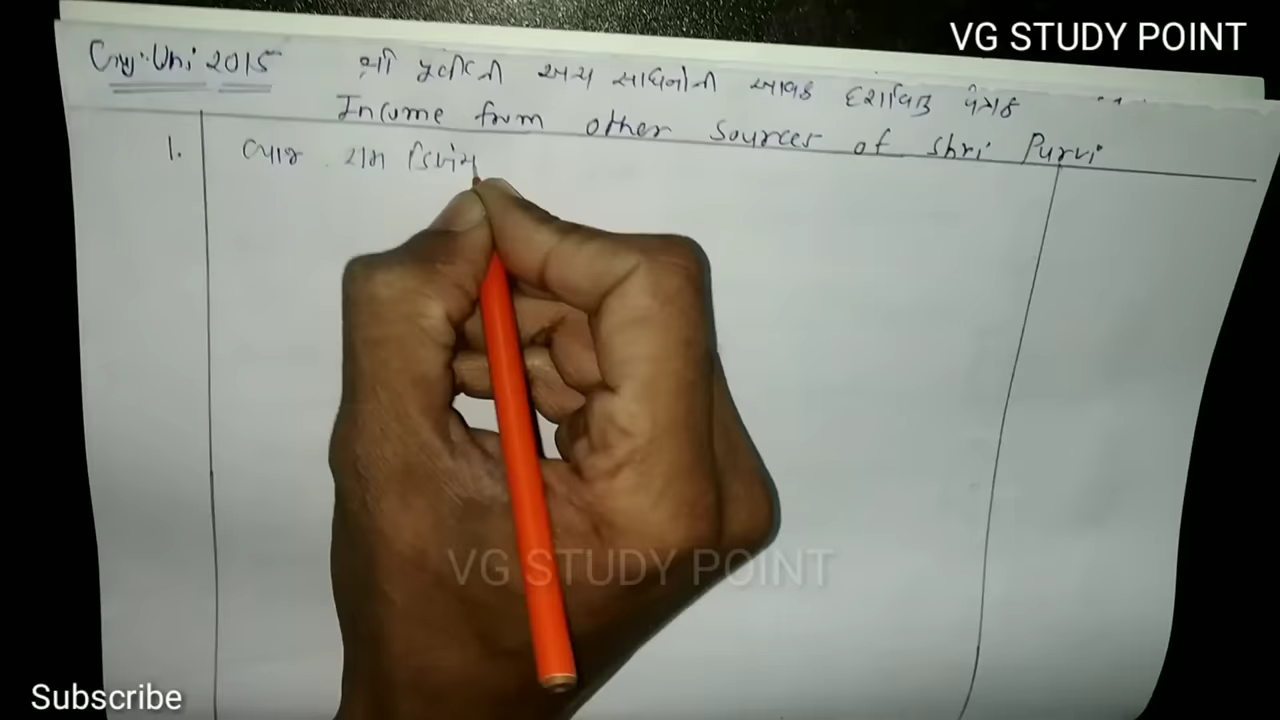 VG STUDY POINT
Guj. Uni 2015 શ્રી પૂર્વીની અન્ય સાધનોની આવક દર્શાવતું પત્રક
Income from other sources of Shri Purvi
1. વ્યાજ
VG STUDY POINT
Subscribe